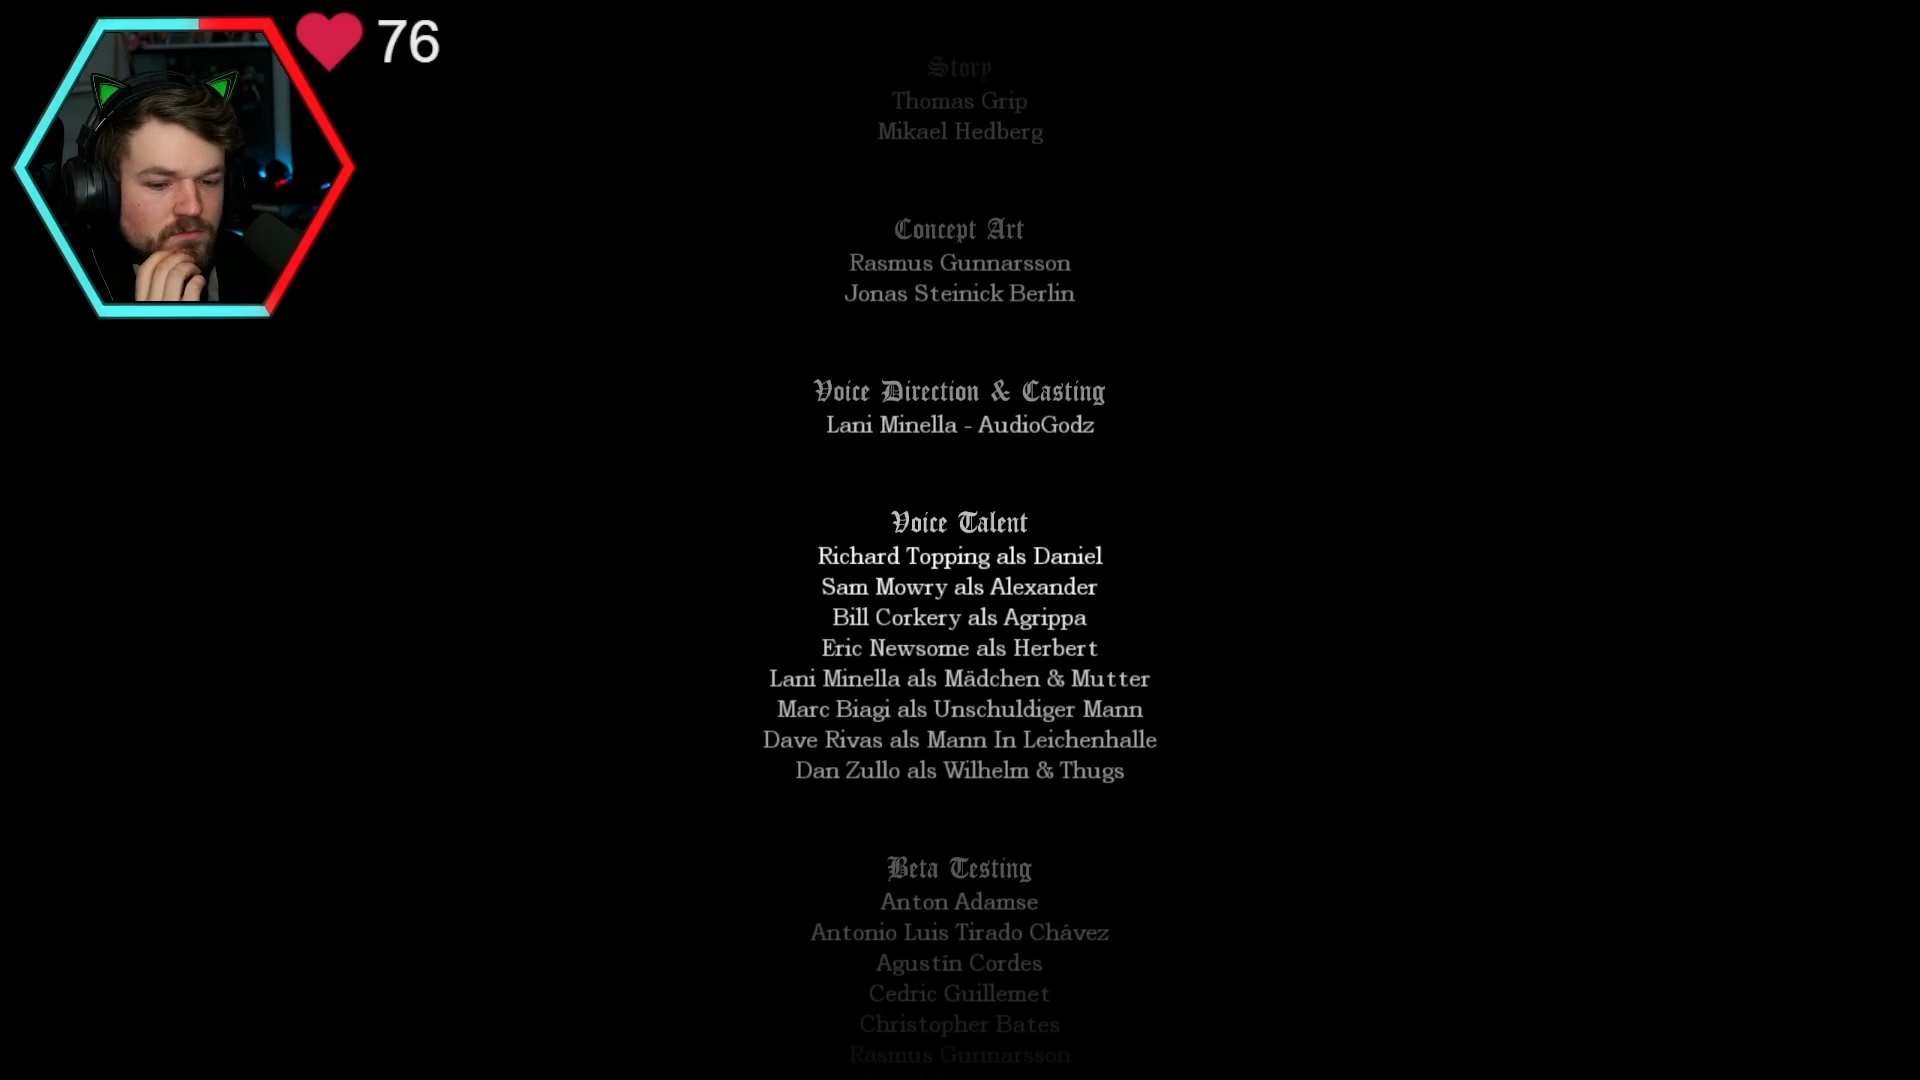 76
Story
Thomas Grip
Mikael Hedberg
Concept Art
Rasmus Gunnarsson
Jonas Steinick Berlin
Voice Direction & Casting
Lani Minella - AudioGodz
Voice Talent
Richard Topping als Daniel
Sam Mowry als Alexander
Bill Corkery als Agrippa
Eric Newsome als Herbert
Lani Minella als Mädchen & Mutter
Marc Biagi als Unschuldiger Mann
Dave Rivas als Mann In Leichenhalle
Dan Zullo als Wilhelm & Thugs
Beta Testing
Anton Adamse
Antonio Luis Tirado Chávez
Agustín Cordes
Cedric Guillemet
Christopher Bates
Rasmus Gunnarsson